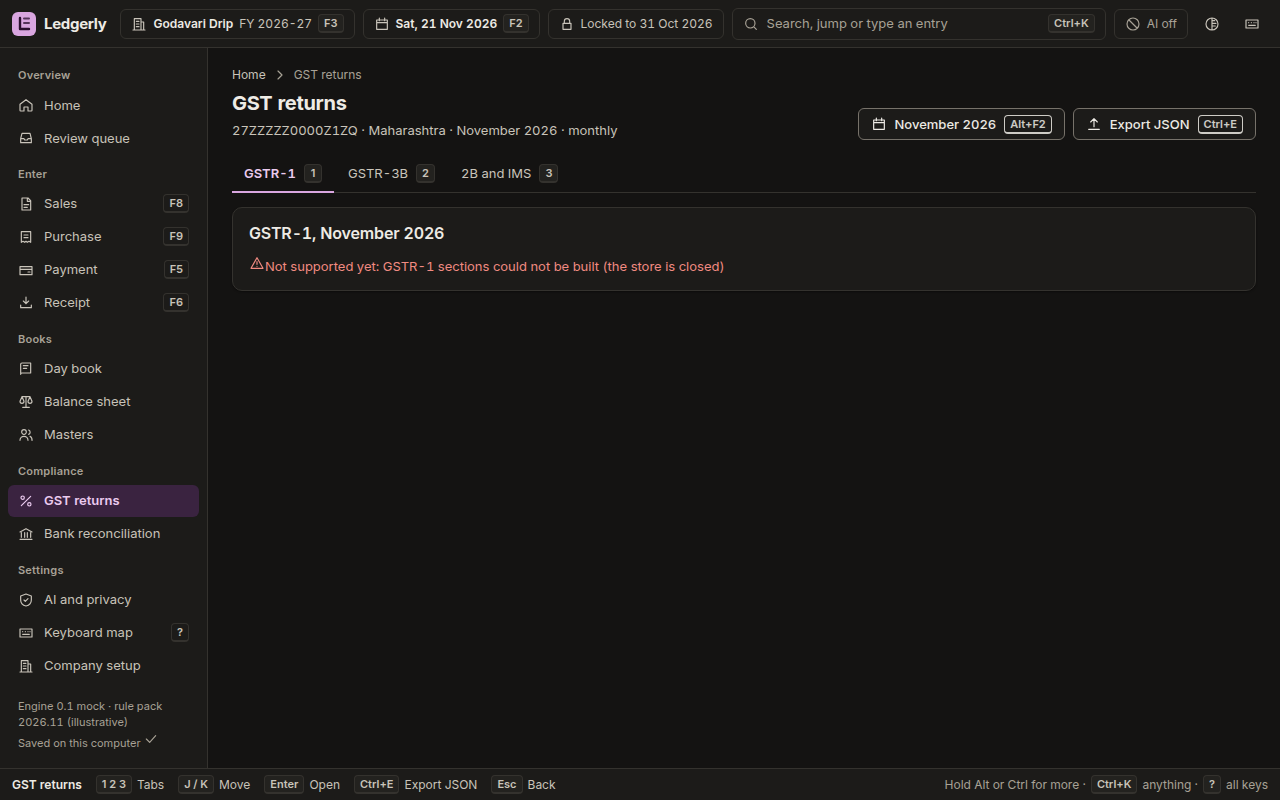 Ledgerly
Godavari Drip FY 2026-27 F3
Sat, 21 Nov 2026 F2
Locked to 31 Oct 2026
Search, jump or type an entry Ctrl+K
AI off
Overview
Home
Review queue
Enter
Sales F8
Purchase F9
Payment F5
Receipt F6
Books
Day book
Balance sheet
Masters
Compliance
GST returns
Bank reconciliation
Settings
AI and privacy
Keyboard map ?
Company setup
Engine 0.1 mock · rule pack
2026.11 (illustrative)
Saved on this computer
Home > GST returns
GST returns
27ZZZZZ0000Z1ZQ · Maharashtra · November 2026 · monthly
November 2026 Alt+F2
Export JSON Ctrl+E
GSTR-1 1 GSTR-3B 2 2B and IMS 3
GSTR-1, November 2026
Not supported yet: GSTR-1 sections could not be built (the store is closed)
GST returns 1 2 3 Tabs J / K Move Enter Open Ctrl+E Export JSON Esc Back
Hold Alt or Ctrl for more · Ctrl+K anything · ? all keys